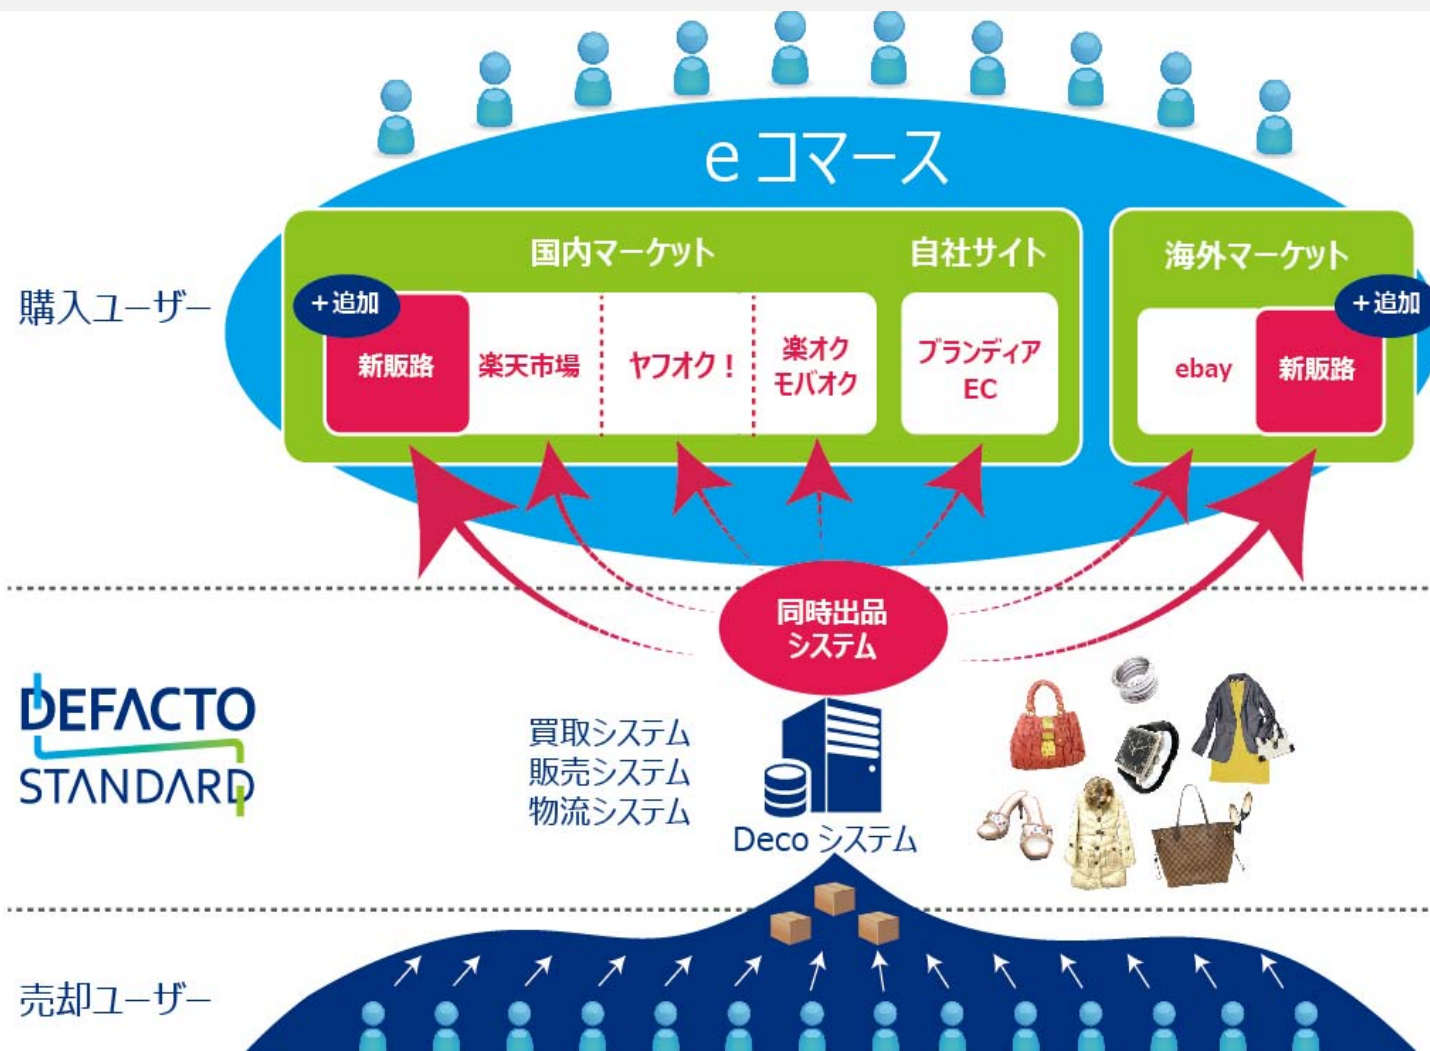 eコマース
国内マーケット
自社サイト
海外マーケット
購入ユーザー
+追加
+追加
新販路
楽天市場
ヤフオク！
楽オク
モバオク
ブランディア
EC
ebay
新販路
同時出品
システム
DEFACTO
STANDARD
買取システム
販売システム
物流システム
Deco システム
売却ユーザー